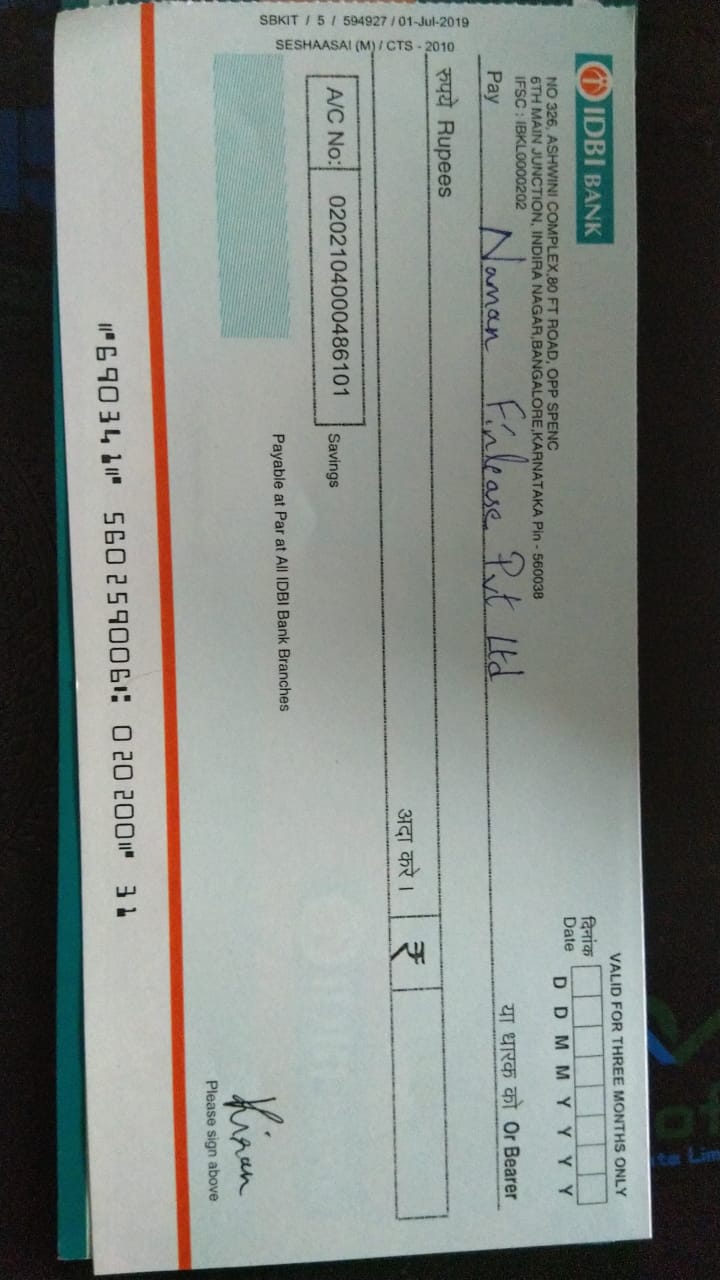 IDBI BANK
VALID FOR THREE MONTHS ONLY
NO 326, ASHWINI COMPLEX,80 FT ROAD, OPP SPENC
6TH MAIN JUNCTION, INDIRA NAGAR,BANGALORE,KARNATAKA Pin - 560038
IFSC : IBKL0000202
दिनांक
Date
D D M M Y Y Y Y
Pay Naman Finlease Pvt Ltd या धारक को Or Bearer
रुपये Rupees
अदा करे। ₹
A/C No: 0202104000486101 Savings
Payable at Par at All IDBI Bank Branches
Kiran
Please sign above
SBKIT / 5 / 594927 / 01-Jul-2019
SESHAASAI (M) / CTS - 2010
⑈690341⑈ 560259006⑆ 020200⑈ 31